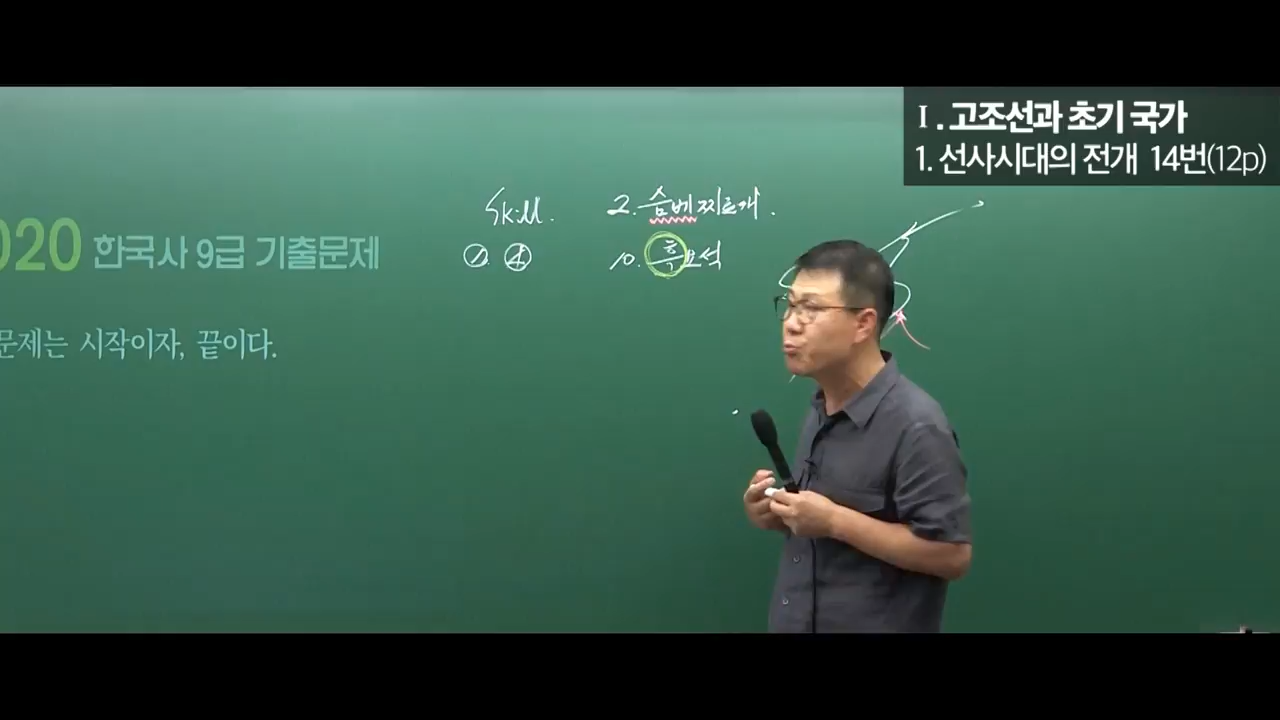 Ⅰ. 고조선과 초기 국가
1. 선사시대의 전개 14번(12p)
Skill.
2. 슴베찌르개.
020 한국사 9급 기출문제
① ④
10. 흑요석
문제는 시작이자, 끝이다.